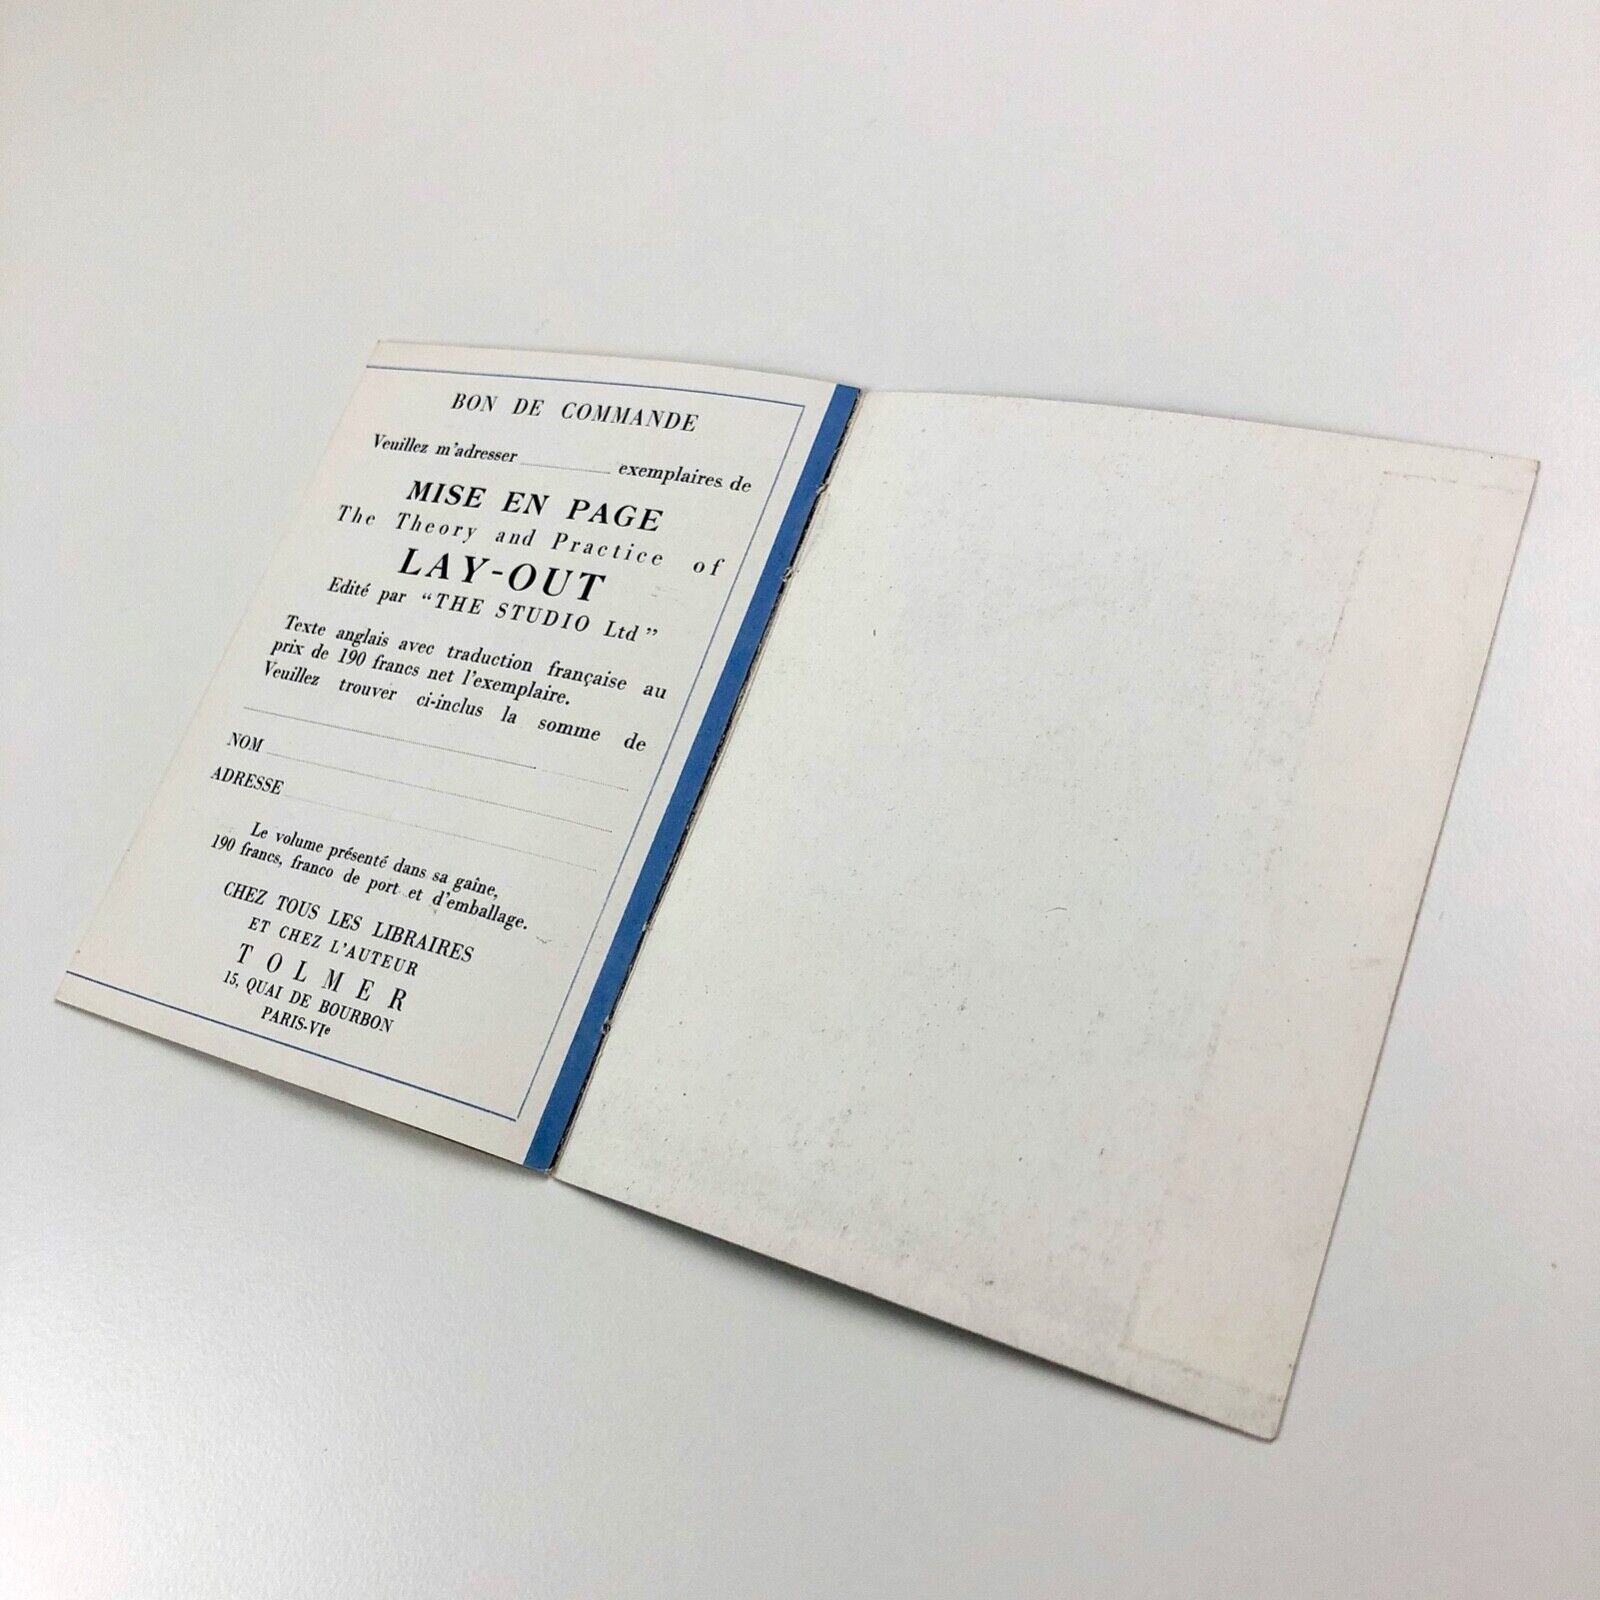 BON DE COMMANDE
Veuillez m'adresser ........ exemplaires de
MISE EN PAGE
The Theory and Practice of
LAY-OUT
Edité par "THE STUDIO Ltd"
Texte anglais avec traduction française au
prix de 190 francs net l'exemplaire.
Veuillez trouver ci-inclus la somme de
NOM
ADRESSE
Le volume présenté dans sa gaîne,
190 francs, franco de port et d'emballage.
CHEZ TOUS LES LIBRAIRES
ET CHEZ L'AUTEUR
TOLMER
15, QUAI DE BOURBON
PARIS-VIe